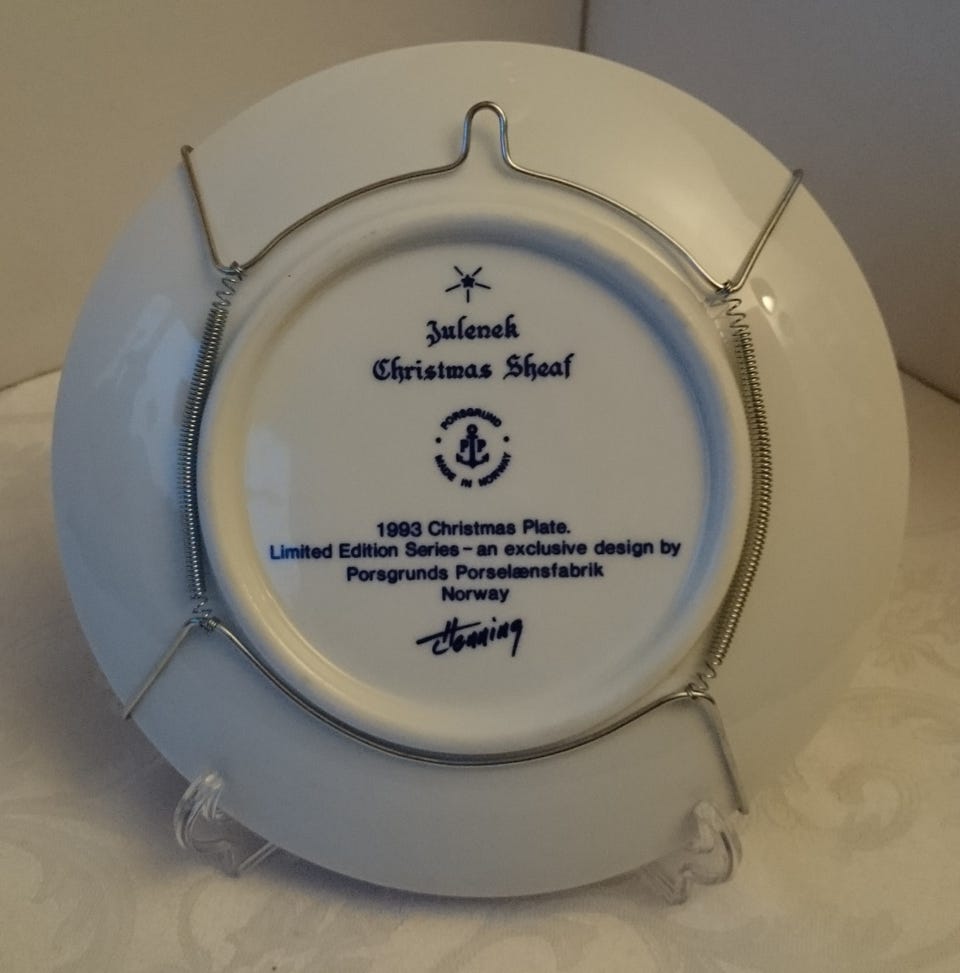 Julenek
Christmas Sheaf
PORSGRUND
P P
MADE IN NORWAY
1993 Christmas Plate.
Limited Edition Series – an exclusive design by
Porsgrunds Porselænsfabrik
Norway
Henning